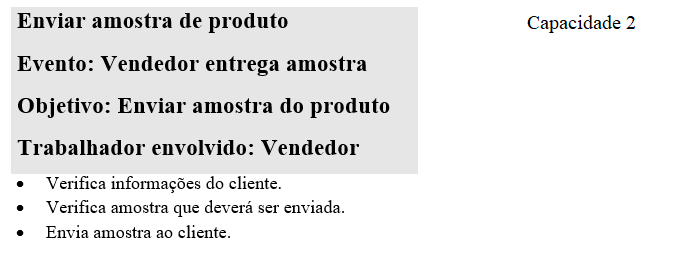 Enviar amostra de produto
Capacidade 2
Evento: Vendedor entrega amostra
Objetivo: Enviar amostra do produto
Trabalhador envolvido: Vendedor
• Verifica informações do cliente.
• Verifica amostra que deverá ser enviada.
• Envia amostra ao cliente.